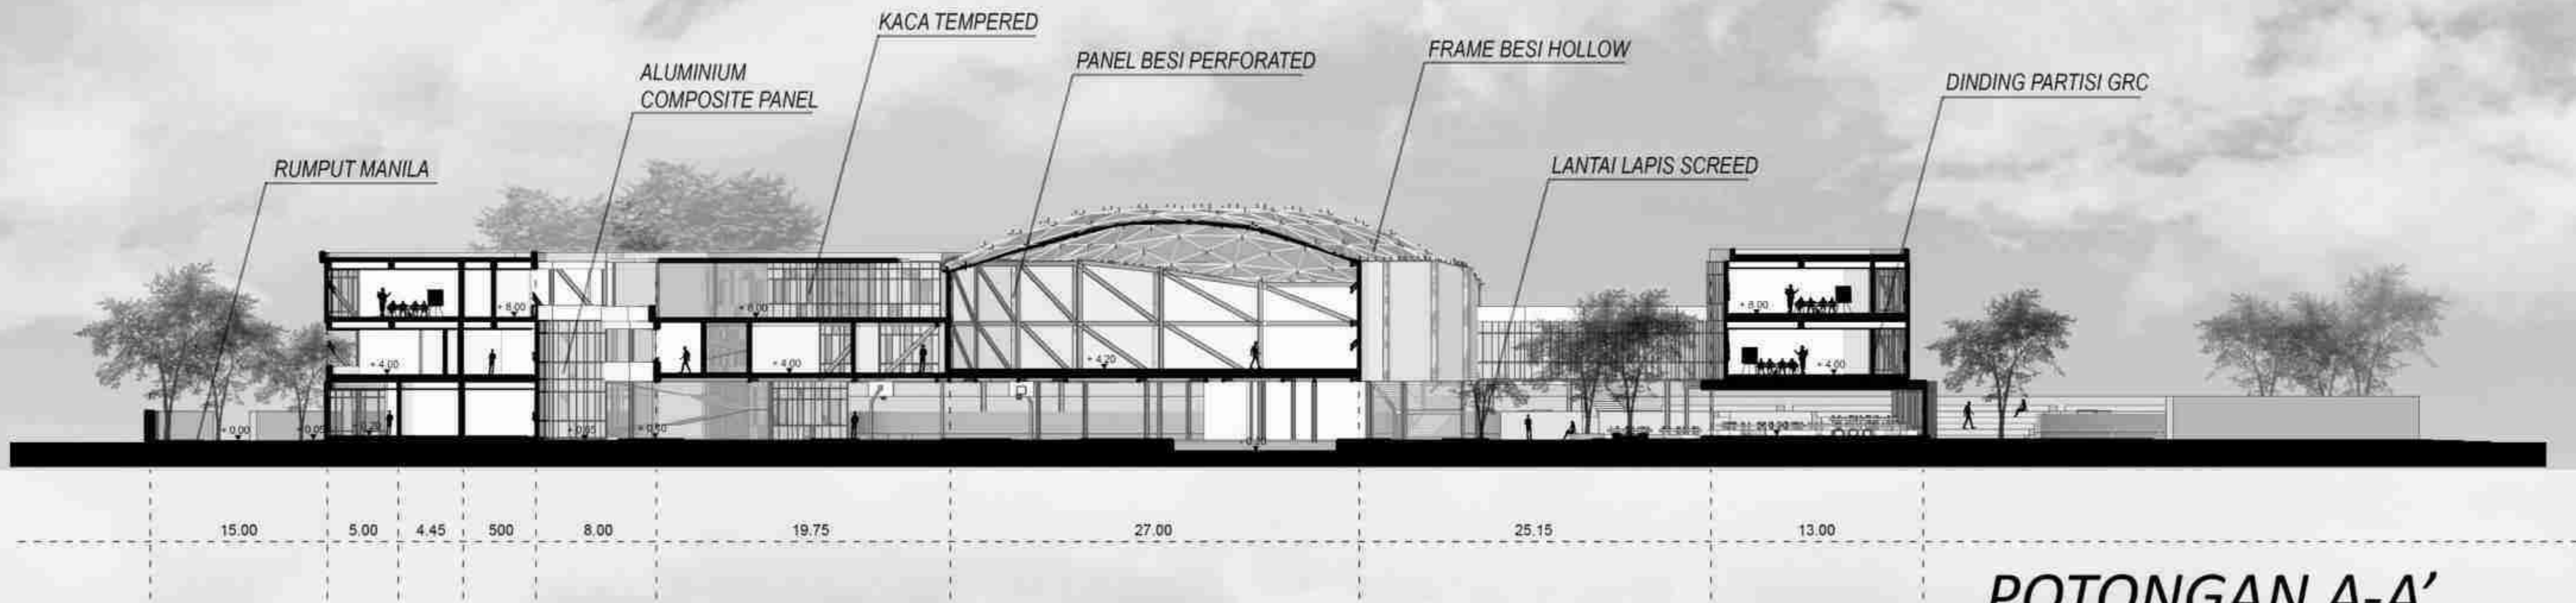 KACA TEMPERED
PANEL BESI PERFORATED
FRAME BESI HOLLOW
ALUMINIUM
COMPOSITE PANEL
DINDING PARTISI GRC
RUMPUT MANILA
LANTAI LAPIS SCREED
+ 8.00
+ 8.00
+ 4.00
+ 4.00
+ 4.20
+ 4.00
+ 0.00
15.00 5.00 4.45 500 8.00 19.75 27.00 25.15 13.00
POTONGAN A-A'